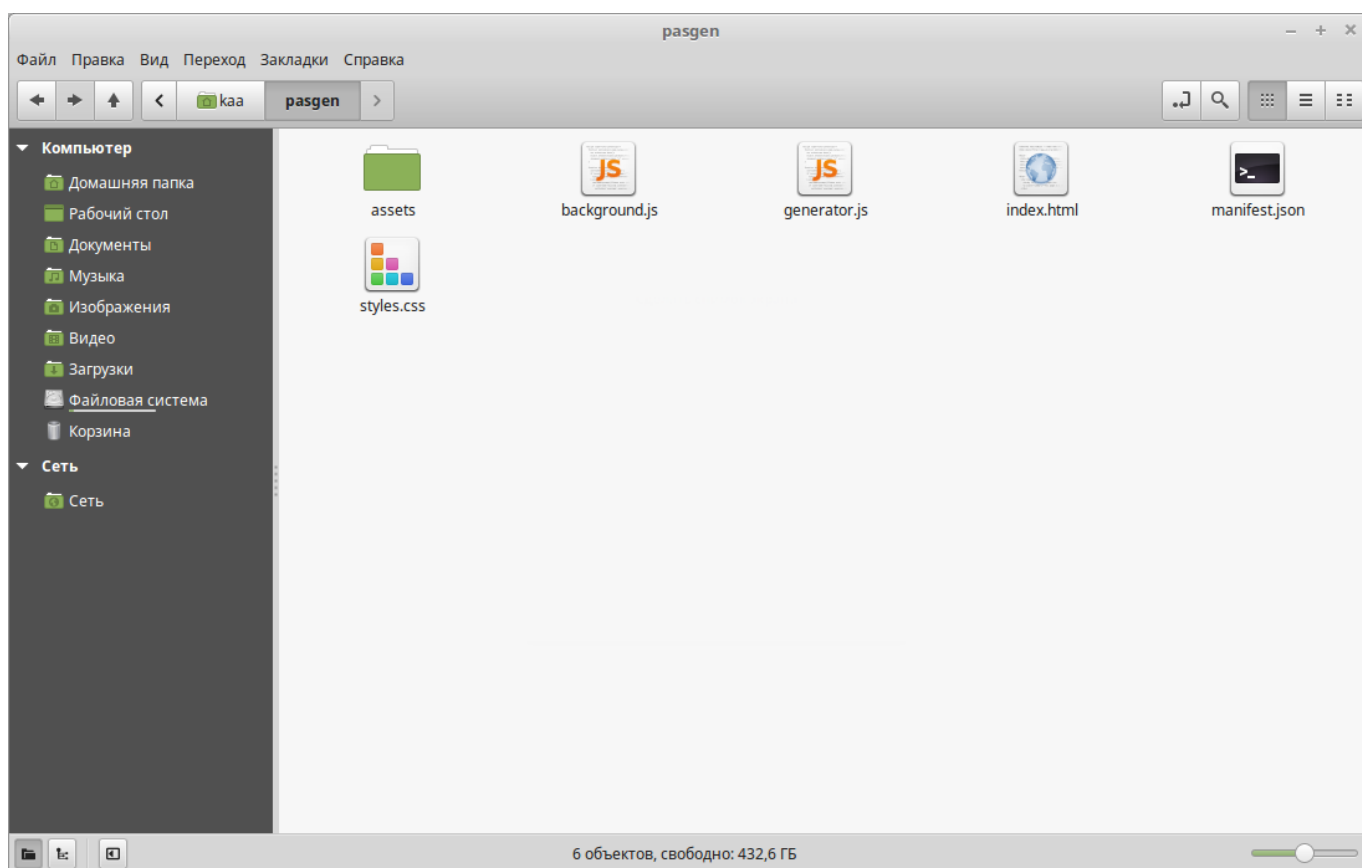 pasgen
Файл Правка Вид Переход Закладки Справка
kaa pasgen
Компьютер
Домашняя папка
Рабочий стол
Документы
Музыка
Изображения
Видео
Загрузки
Файловая система
Корзина
Сеть
Сеть
assets background.js generator.js index.html manifest.json
JS JS >_
styles.css
6 объектов, свободно: 432,6 ГБ